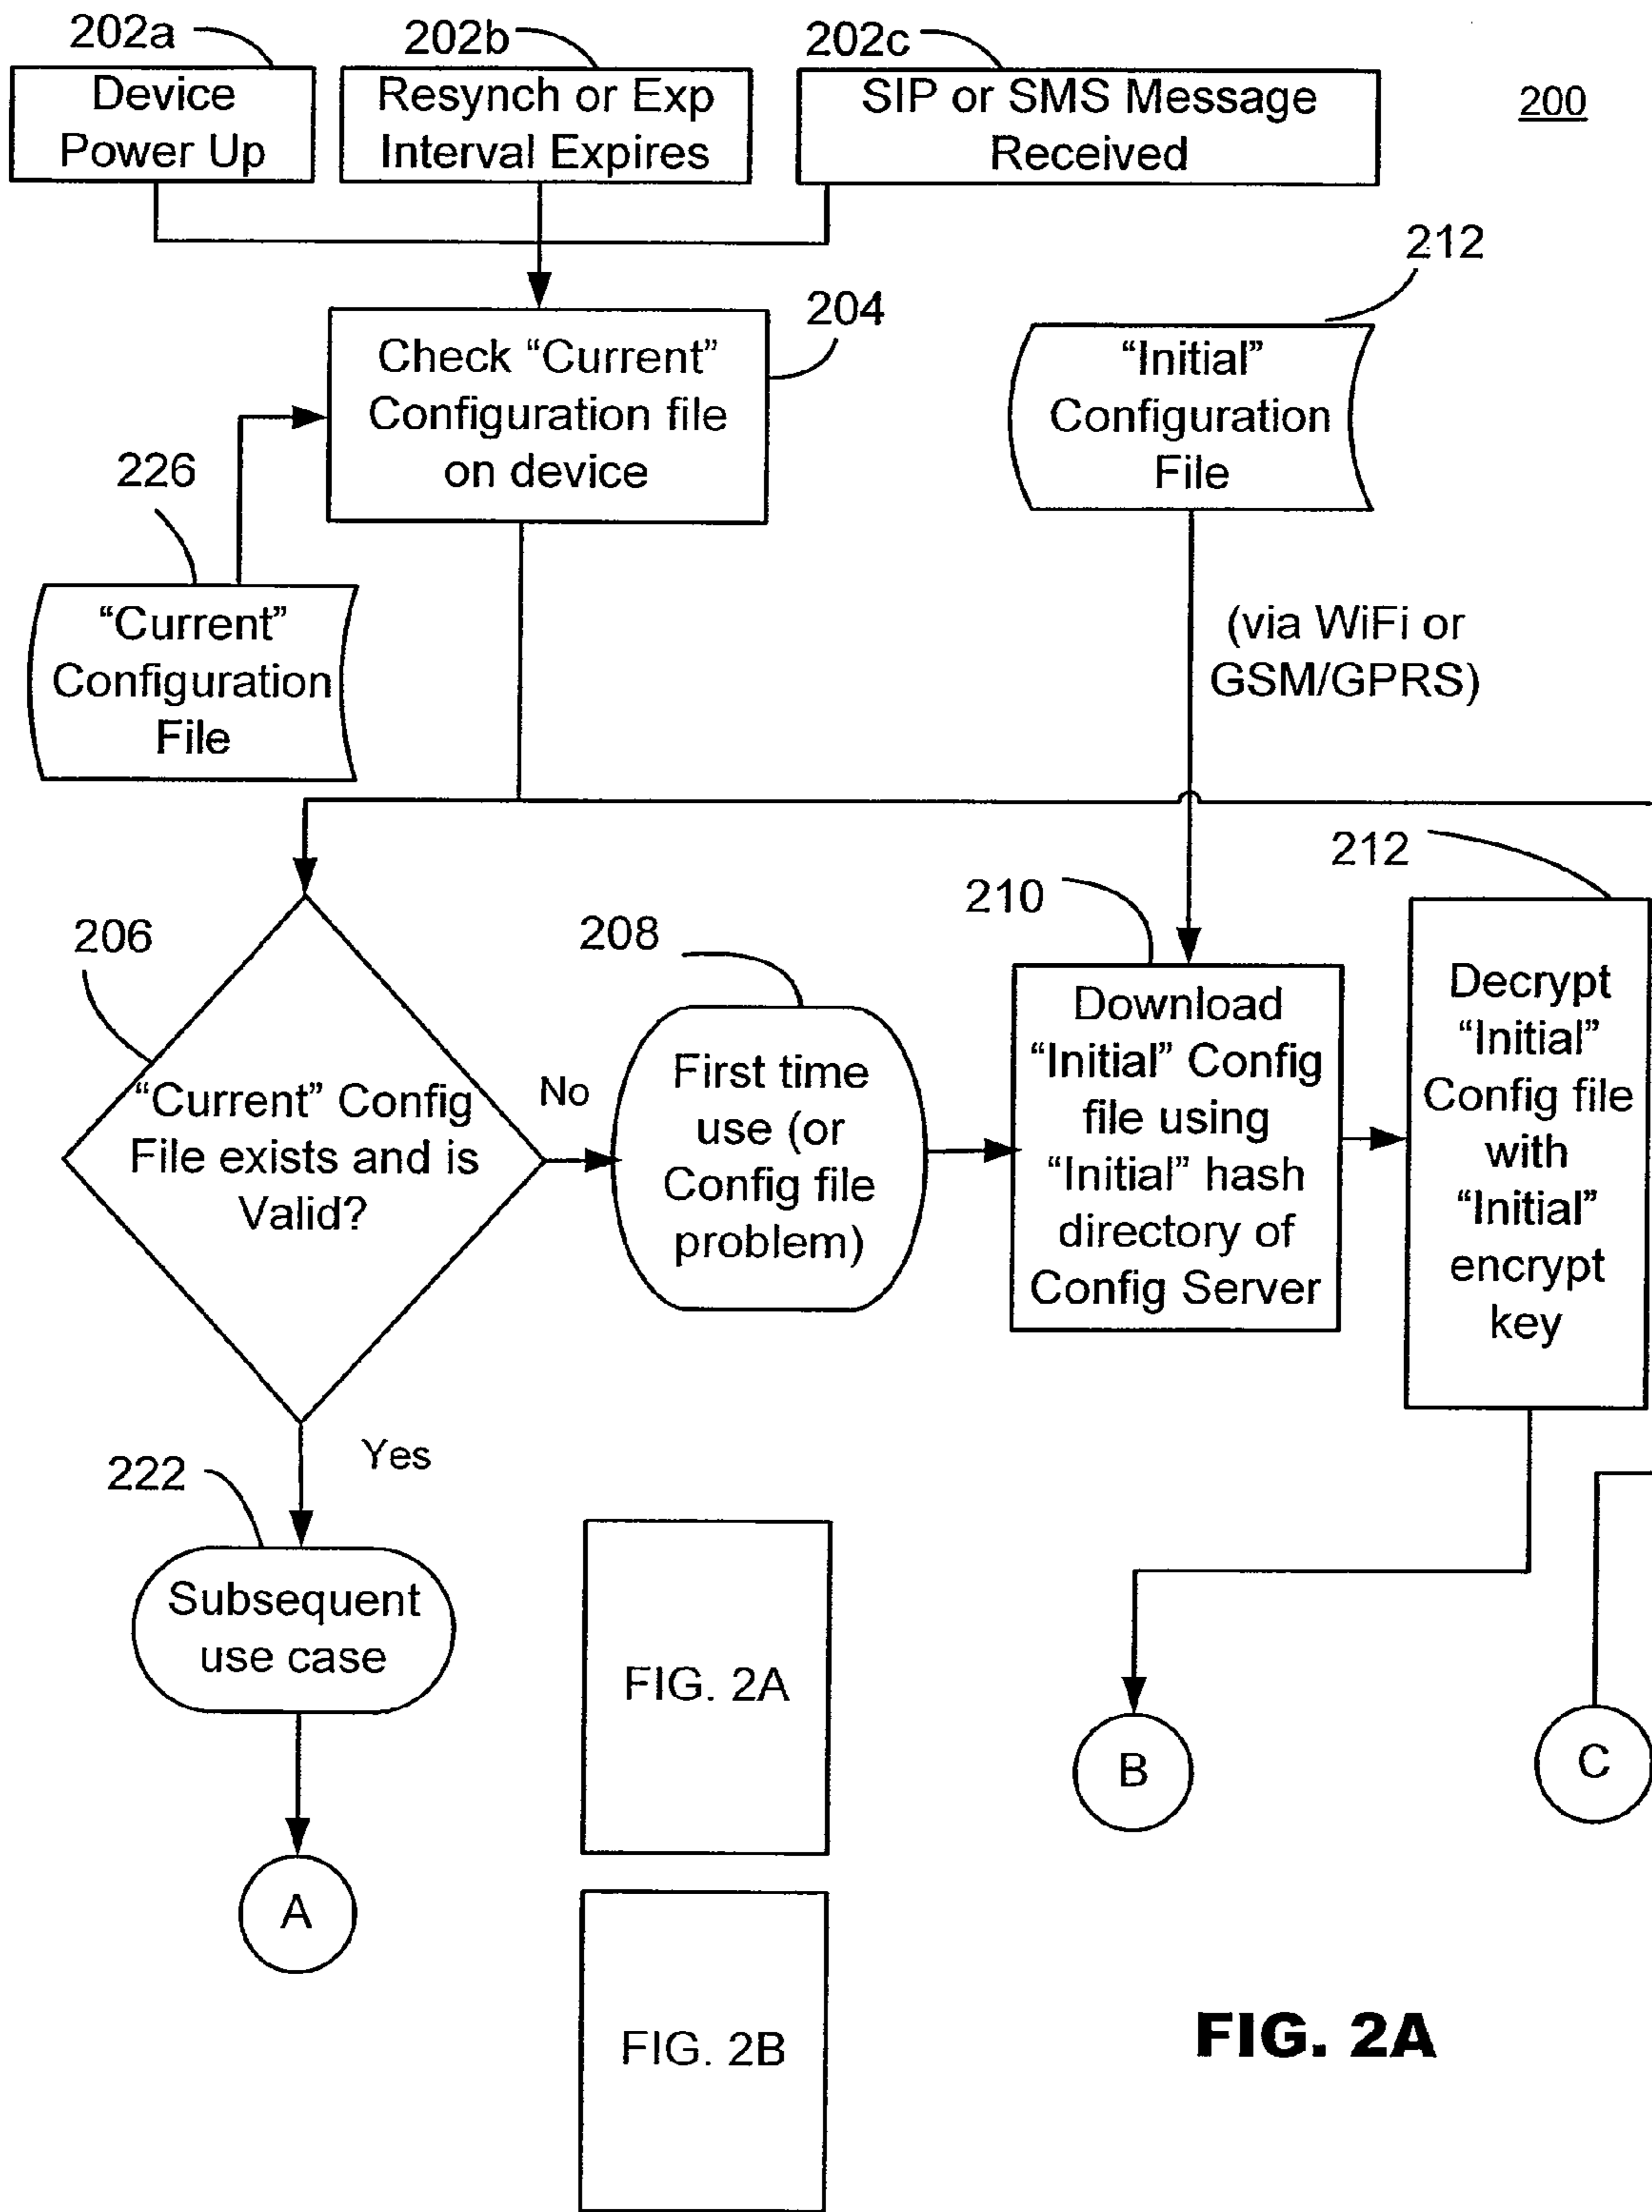 202a
202b
202c
Device
Power Up
Resynch or Exp
Interval Expires
SIP or SMS Message
Received
200
212
204
Check “Current”
Configuration file
on device
“Initial”
Configuration
File
226
“Current”
Configuration
File
(via WiFi or
GSM/GPRS)
212
210
206
208
“Current” Config
File exists and is
Valid?
No
First time
use (or
Config file
problem)
Download
“Initial” Config
file using
“Initial” hash
directory of
Config Server
Decrypt
“Initial”
Config file
with
“Initial”
encrypt
key
Yes
222
Subsequent
use case
FIG. 2A
B
C
A
FIG. 2B
FIG. 2A